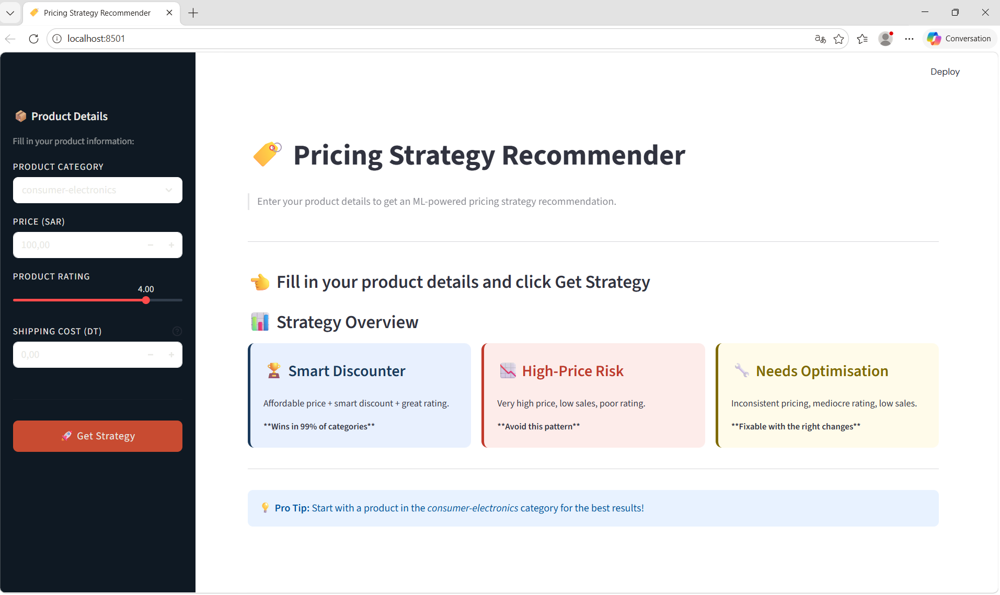 Pricing Strategy Recommender
localhost:8501
Conversation
Deploy
Product Details
Fill in your product information:
PRODUCT CATEGORY
consumer-electronics
PRICE (SAR)
100,00
PRODUCT RATING
4.00
SHIPPING COST (DT)
0,00
Get Strategy
Pricing Strategy Recommender
Enter your product details to get an ML-powered pricing strategy recommendation.
Fill in your product details and click Get Strategy
Strategy Overview
Smart Discounter
Affordable price + smart discount + great rating.
**Wins in 99% of categories**
High-Price Risk
Very high price, low sales, poor rating.
**Avoid this pattern**
Needs Optimisation
Inconsistent pricing, mediocre rating, low sales.
**Fixable with the right changes**
Pro Tip: Start with a product in the consumer-electronics category for the best results!